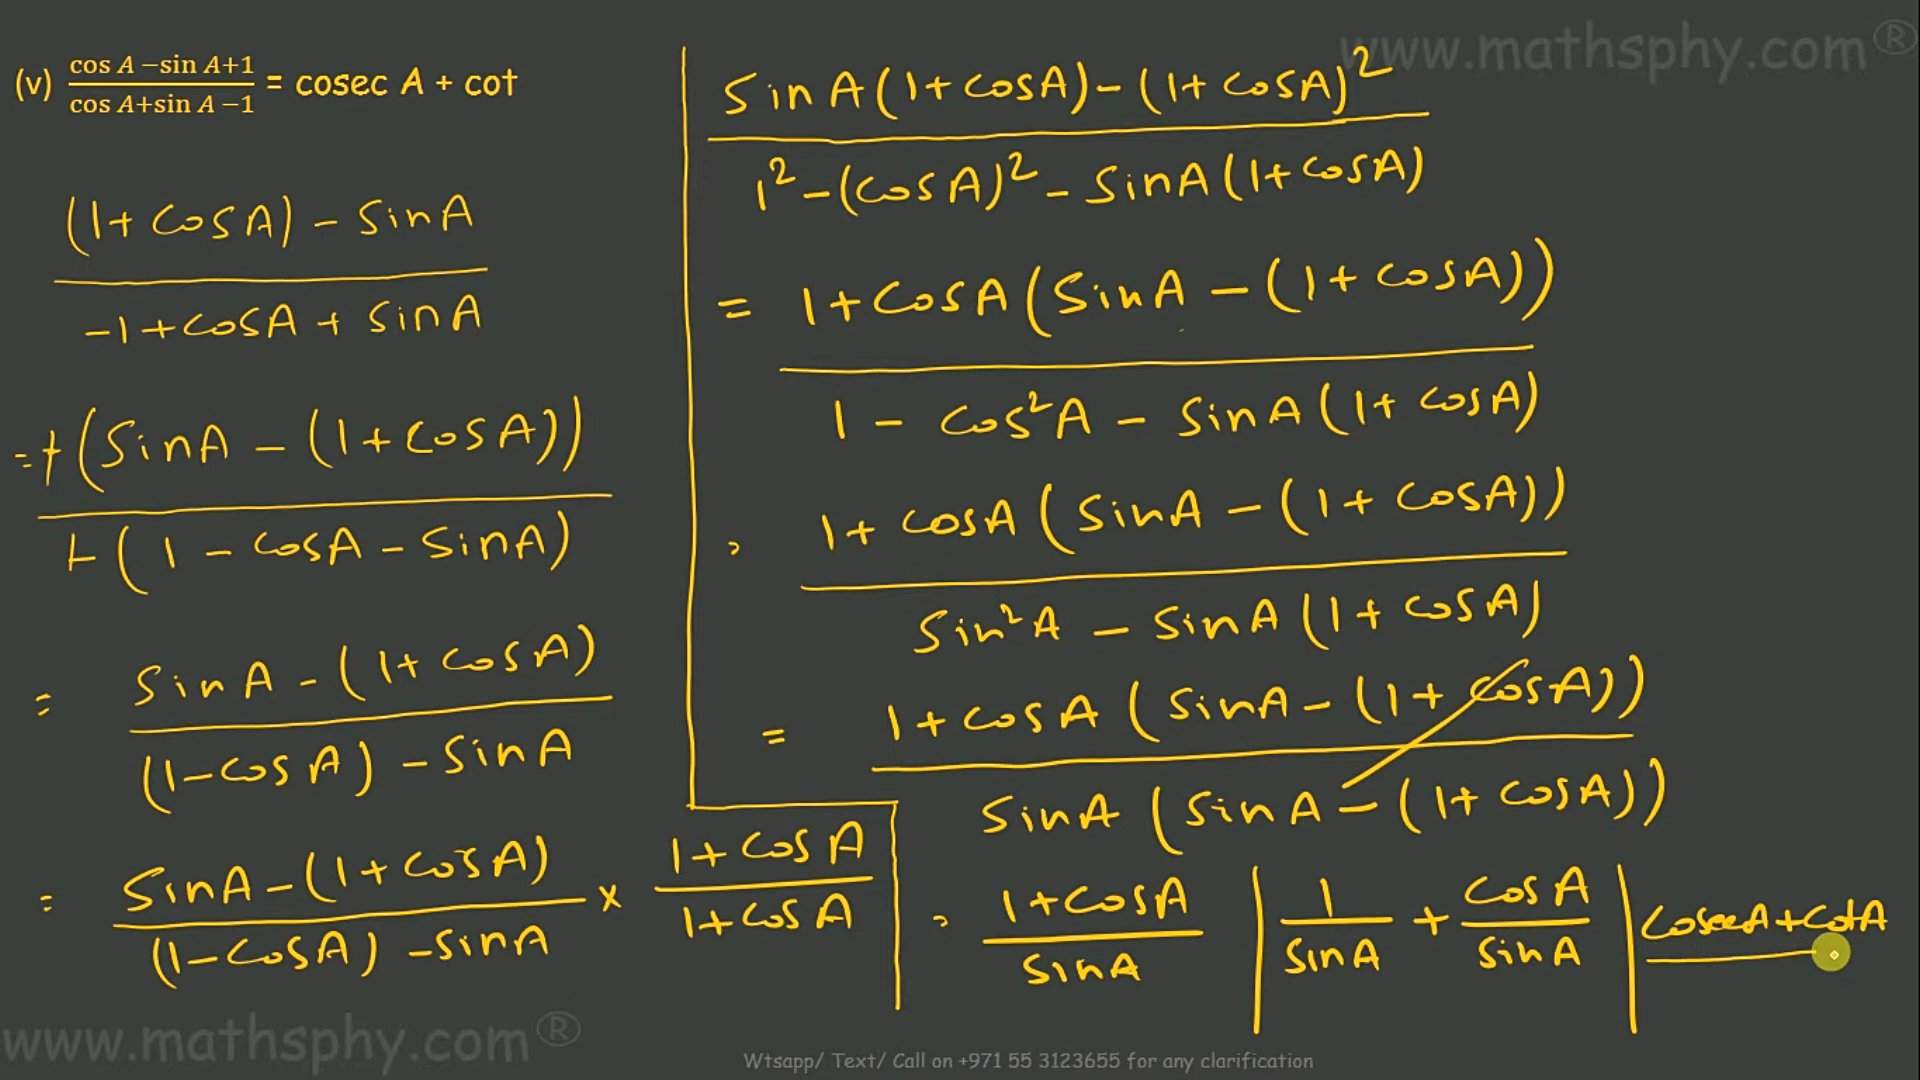 www.mathsphy.com®
(v) cos A −sin A+1 / cos A+sin A −1 = cosec A + cot
(1+cosA) - sinA
-1+cosA + sinA
= + (sinA - (1+cosA))
+ (1 - cosA - sinA)
= sinA - (1+cosA)
(1-cosA) - sinA
= sinA - (1+cosA) × 1+cosA
(1-cosA) - sinA 1+cosA
sinA(1+cosA) - (1+cosA)²
1² - (cosA)² - sinA(1+cosA)
= 1+cosA(sinA - (1+cosA))
1 - cos²A - sinA(1+cosA)
1+cosA(sinA - (1+cosA))
sin²A - sinA(1+cosA)
= 1+cosA(sinA - (1+cosA))
sinA(sinA - (1+cosA))
1+cosA | 1 + cosA | cosecA+cotA
sinA | sinA sinA |
www.mathsphy.com®
Wtsapp/ Text/ Call on +971 55 3123655 for any clarification